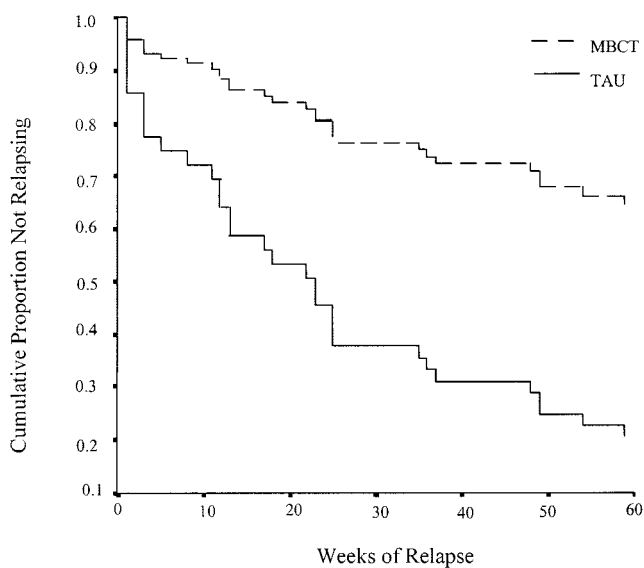 1.0
0.9
0.8
0.7
0.6
0.5
0.4
0.3
0.2
0.1
Cumulative Proportion Not Relapsing
MBCT
TAU
0 10 20 30 40 50 60
Weeks of Relapse